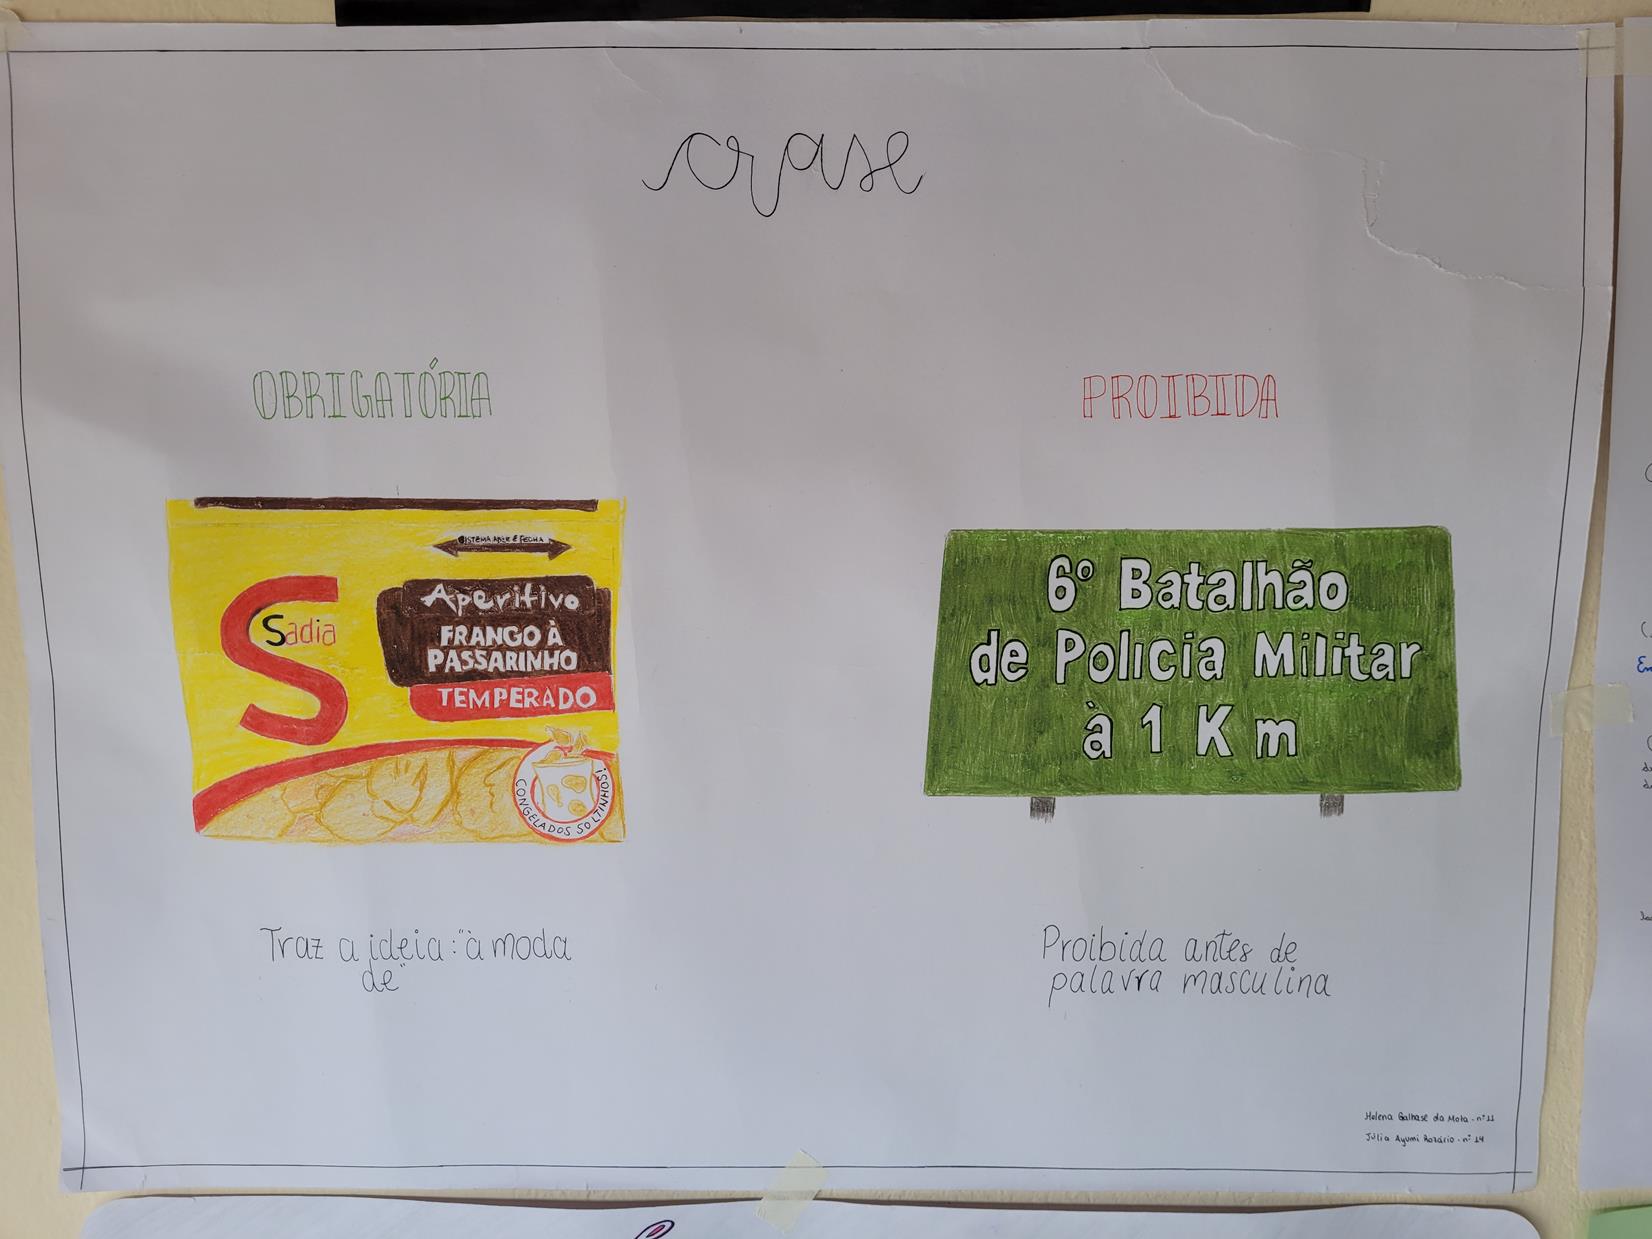 crase
OBRIGATÓRIA
PROIBIDA
SISTEMA ABRE E FECHA
Sadia
Aperitivo
FRANGO À
PASSARINHO
TEMPERADO
CONGELADOS SOLTINHOS!
6º Batalhão
de Polícia Militar
à 1 Km
Traz a ideia: "à moda
de"
Proibida antes de
palavra masculina
Helena Galhase da Mota - nº 11
Júlia Ayumi Rozário - nº 14